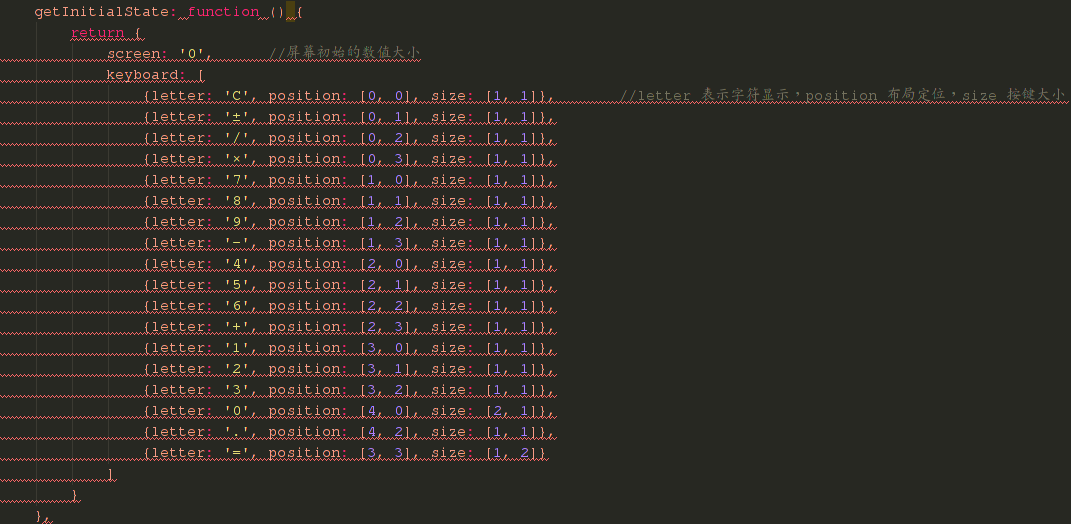 getInitialState: function () {
return {
screen: '0', //屏幕初始的数值大小
keyboard: [
{letter: 'C', position: [0, 0], size: [1, 1]}, //letter 表示字符显示，position 布局定位，size 按键大小
{letter: '±', position: [0, 1], size: [1, 1]},
{letter: '/', position: [0, 2], size: [1, 1]},
{letter: '×', position: [0, 3], size: [1, 1]},
{letter: '7', position: [1, 0], size: [1, 1]},
{letter: '8', position: [1, 1], size: [1, 1]},
{letter: '9', position: [1, 2], size: [1, 1]},
{letter: '-', position: [1, 3], size: [1, 1]},
{letter: '4', position: [2, 0], size: [1, 1]},
{letter: '5', position: [2, 1], size: [1, 1]},
{letter: '6', position: [2, 2], size: [1, 1]},
{letter: '+', position: [2, 3], size: [1, 1]},
{letter: '1', position: [3, 0], size: [1, 1]},
{letter: '2', position: [3, 1], size: [1, 1]},
{letter: '3', position: [3, 2], size: [1, 1]},
{letter: '0', position: [4, 0], size: [2, 1]},
{letter: '.', position: [4, 2], size: [1, 1]},
{letter: '=', position: [3, 3], size: [1, 2]}
]
}
},